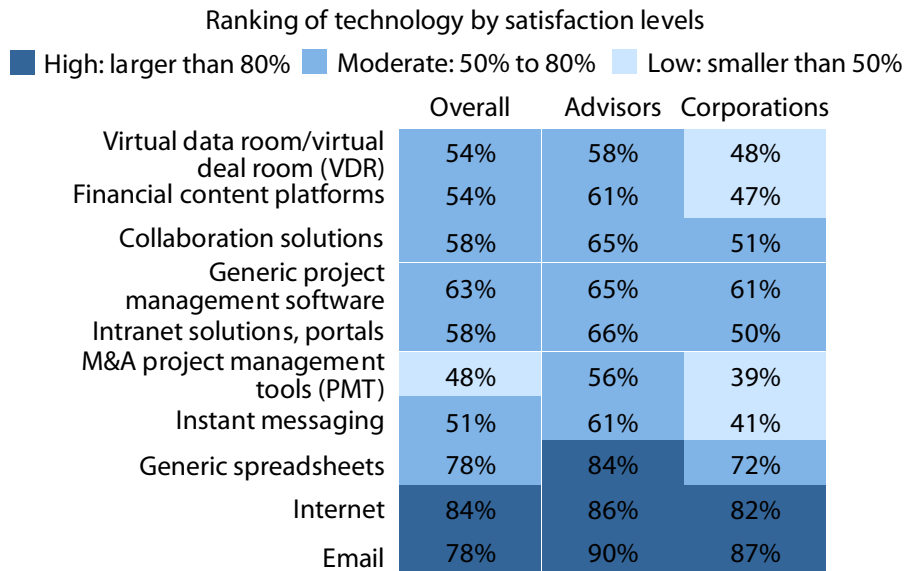 Ranking of technology by satisfaction levels
High: larger than 80% Moderate: 50% to 80% Low: smaller than 50%
Overall Advisors Corporations
Virtual data room/virtual
deal room (VDR) 54% 58% 48%
Financial content platforms 54% 61% 47%
Collaboration solutions 58% 65% 51%
Generic project
management software 63% 65% 61%
Intranet solutions, portals 58% 66% 50%
M&A project management
tools (PMT) 48% 56% 39%
Instant messaging 51% 61% 41%
Generic spreadsheets 78% 84% 72%
Internet 84% 86% 82%
Email 78% 90% 87%